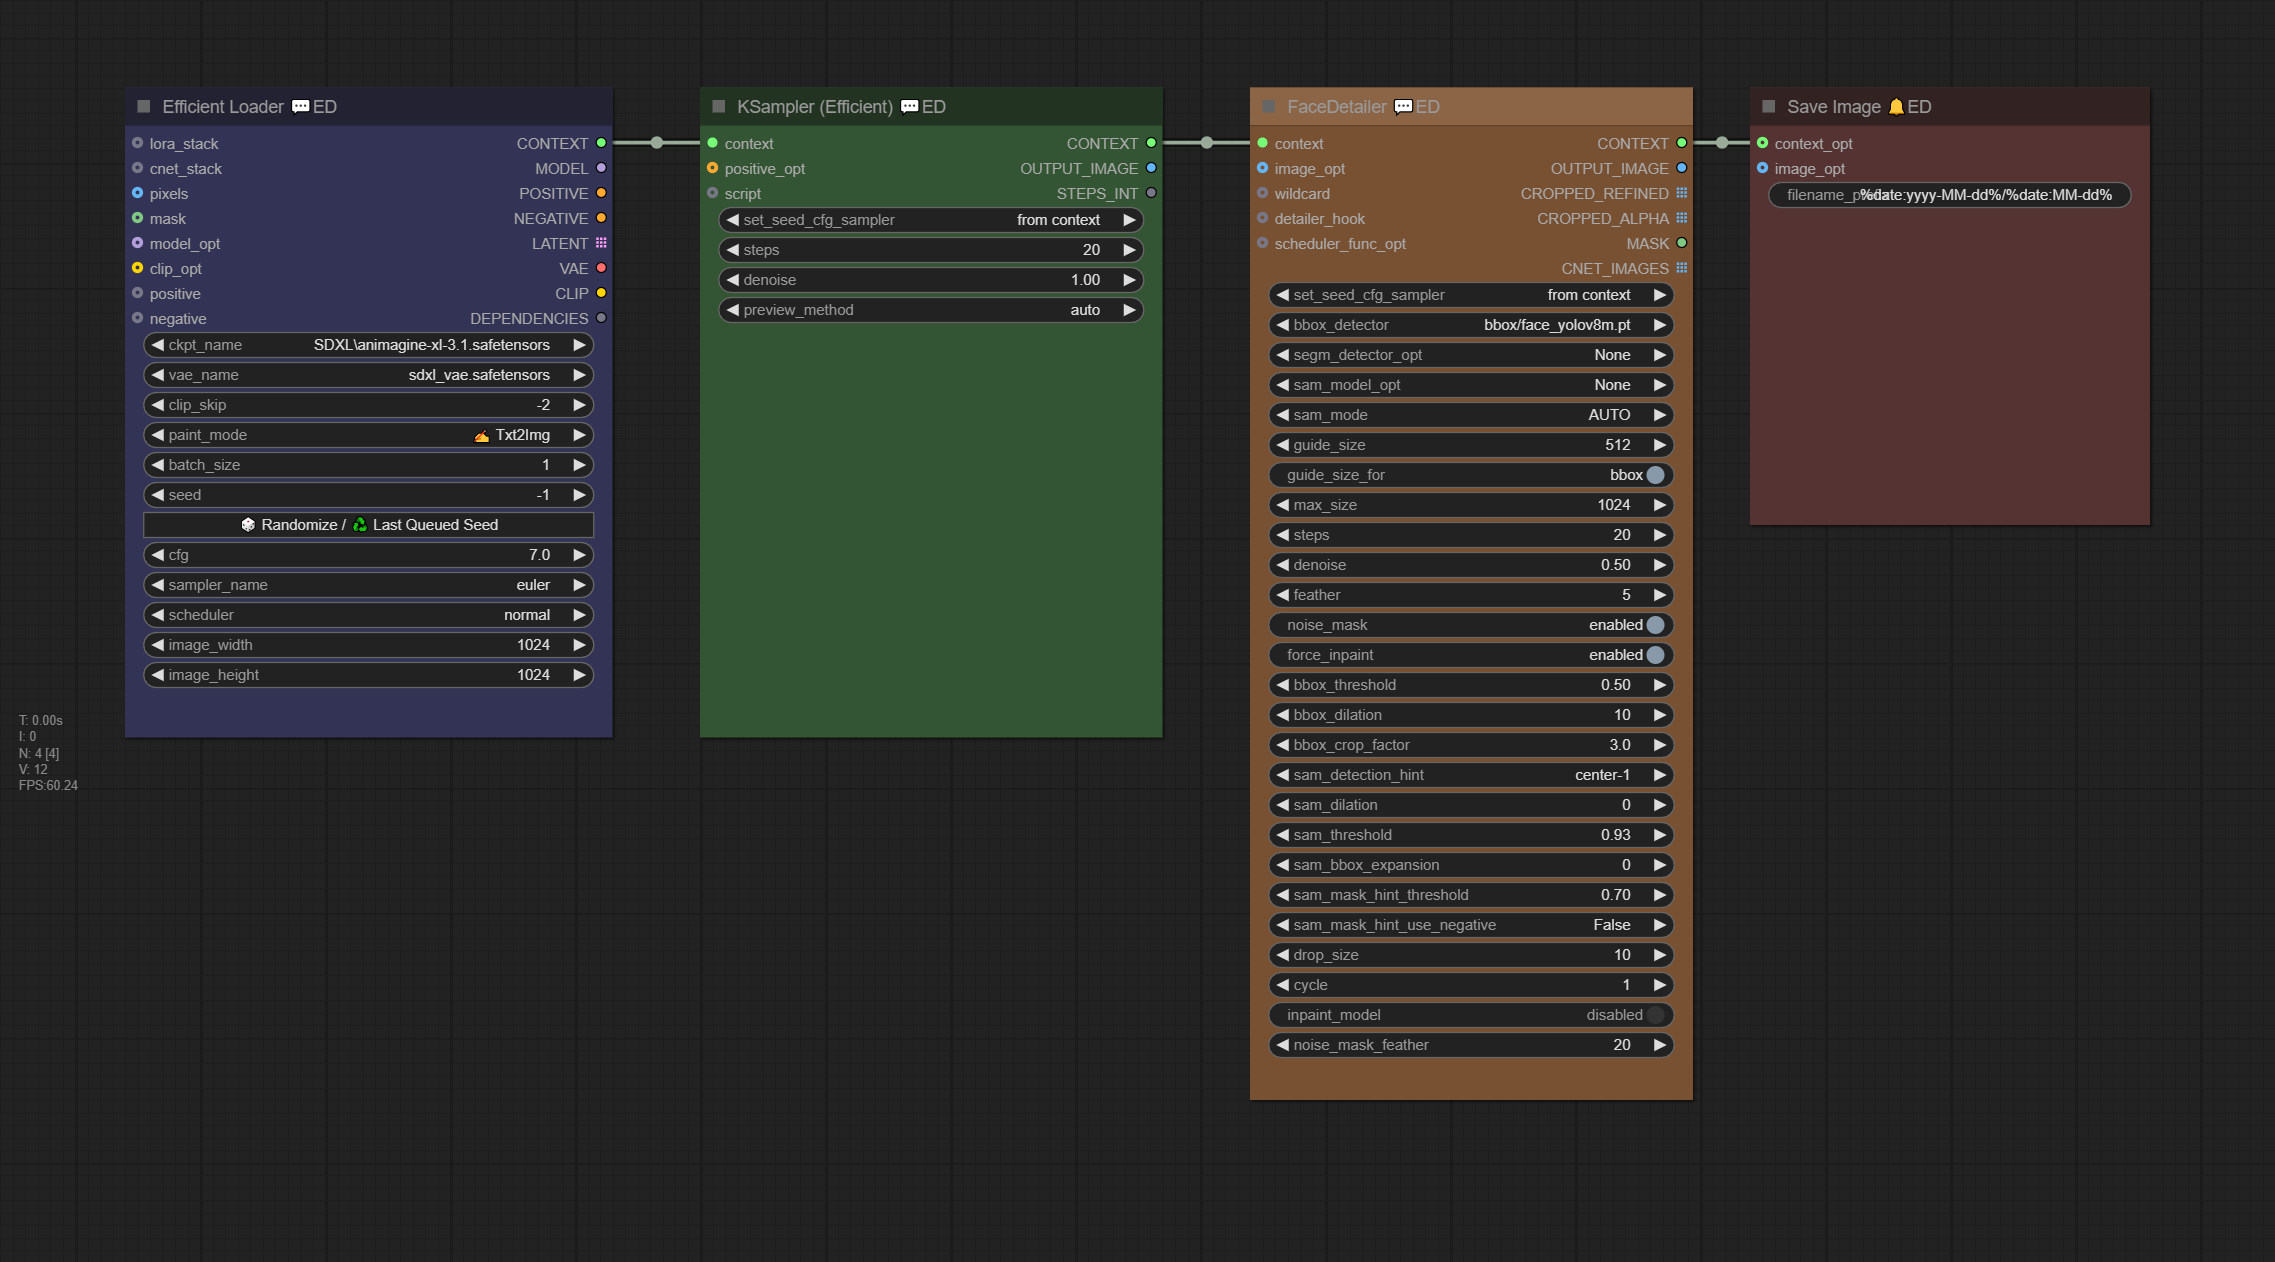 Efficient Loader 💬ED
lora_stack CONTEXT
cnet_stack MODEL
pixels POSITIVE
mask NEGATIVE
model_opt LATENT
clip_opt VAE
positive CLIP
negative DEPENDENCIES
ckpt_name SDXL\animagine-xl-3.1.safetensors
vae_name sdxl_vae.safetensors
clip_skip -2
paint_mode ✍ Txt2Img
batch_size 1
seed -1
🎲 Randomize / ♻ Last Queued Seed
cfg 7.0
sampler_name euler
scheduler normal
image_width 1024
image_height 1024
KSampler (Efficient) 💬ED
context CONTEXT
positive_opt OUTPUT_IMAGE
script STEPS_INT
set_seed_cfg_sampler from context
steps 20
denoise 1.00
preview_method auto
FaceDetailer 💬ED
context CONTEXT
image_opt OUTPUT_IMAGE
wildcard CROPPED_REFINED
detailer_hook CROPPED_ALPHA
scheduler_func_opt MASK
CNET_IMAGES
set_seed_cfg_sampler from context
bbox_detector bbox/face_yolov8m.pt
segm_detector_opt None
sam_model_opt None
sam_mode AUTO
guide_size 512
guide_size_for bbox
max_size 1024
steps 20
denoise 0.50
feather 5
noise_mask enabled
force_inpaint enabled
bbox_threshold 0.50
bbox_dilation 10
bbox_crop_factor 3.0
sam_detection_hint center-1
sam_dilation 0
sam_threshold 0.93
sam_bbox_expansion 0
sam_mask_hint_threshold 0.70
sam_mask_hint_use_negative False
drop_size 10
cycle 1
inpaint_model disabled
noise_mask_feather 20
Save Image 🔔ED
context_opt
image_opt
%date:yyyy-MM-dd%/%date:MM-dd%
T: 0.00s
I: 0
N: 4 [4]
V: 12
FPS:60.24